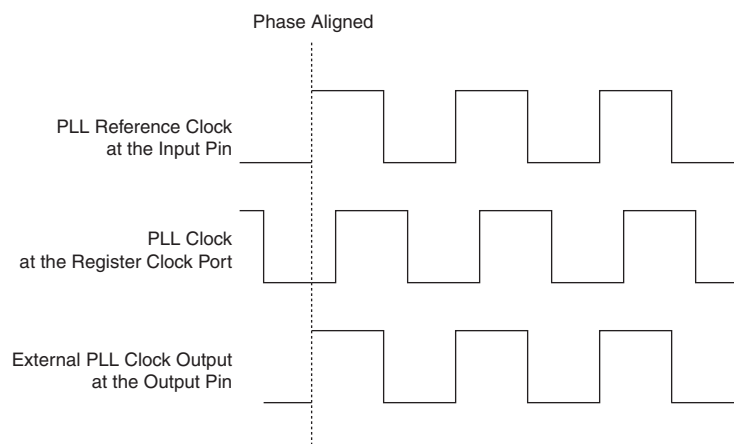 Phase Aligned
PLL Reference Clock
at the Input Pin
PLL Clock
at the Register Clock Port
External PLL Clock Output
at the Output Pin